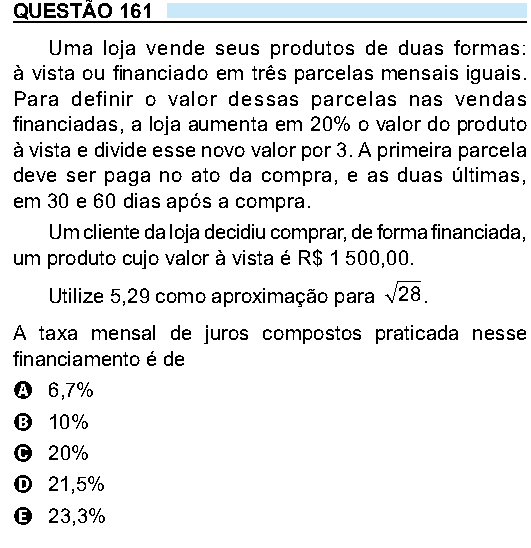 QUESTÃO 161
Uma loja vende seus produtos de duas formas:
à vista ou financiado em três parcelas mensais iguais.
Para definir o valor dessas parcelas nas vendas
financiadas, a loja aumenta em 20% o valor do produto
à vista e divide esse novo valor por 3. A primeira parcela
deve ser paga no ato da compra, e as duas últimas,
em 30 e 60 dias após a compra.
Um cliente da loja decidiu comprar, de forma financiada,
um produto cujo valor à vista é R$ 1 500,00.
Utilize 5,29 como aproximação para √28.
A taxa mensal de juros compostos praticada nesse
financiamento é de
A 6,7%
B 10%
C 20%
D 21,5%
E 23,3%